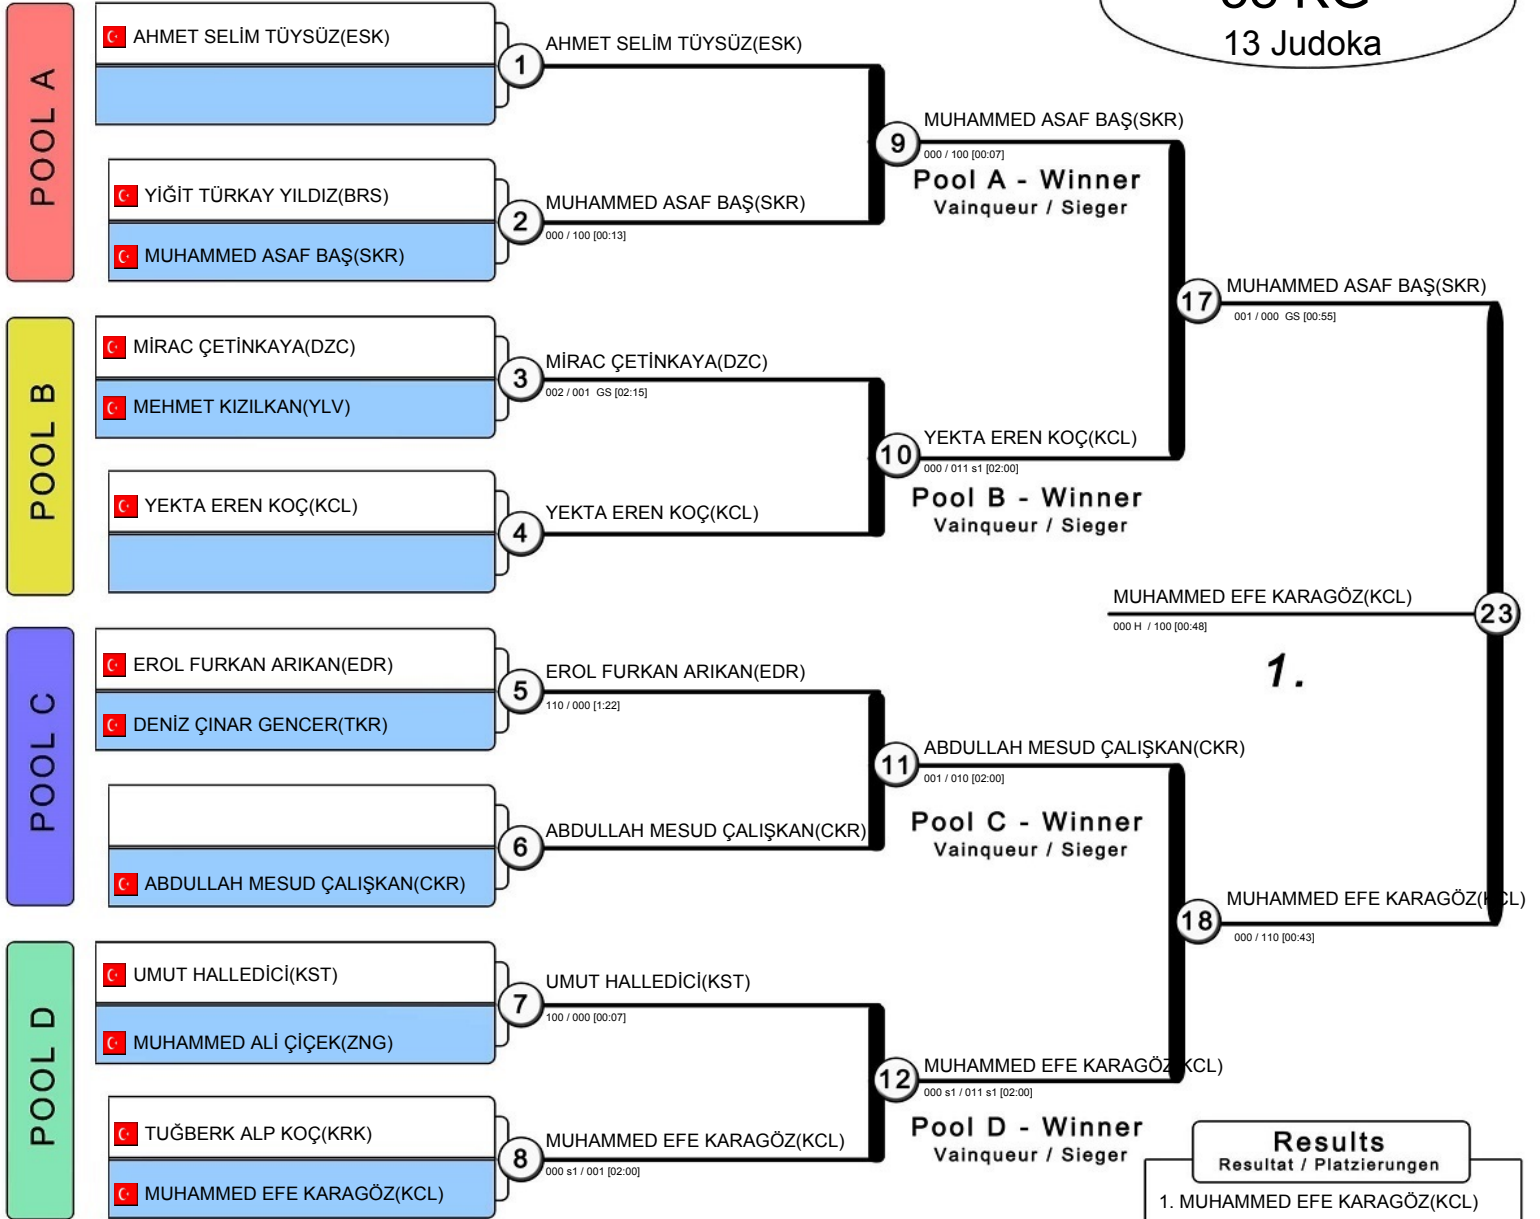 13 Judoka
POOL A
AHMET SELİM TÜYSÜZ(ESK)
1
AHMET SELİM TÜYSÜZ(ESK)
YİĞİT TÜRKAY YILDIZ(BRS)
MUHAMMED ASAF BAŞ(SKR)
2
MUHAMMED ASAF BAŞ(SKR)
000 / 100 [00:13]
9
MUHAMMED ASAF BAŞ(SKR)
000 / 100 [00:07]
Pool A - Winner
Vainqueur / Sieger
POOL B
MİRAC ÇETİNKAYA(DZC)
MEHMET KIZILKAN(YLV)
3
MİRAC ÇETİNKAYA(DZC)
002 / 001 GS [02:15]
YEKTA EREN KOÇ(KCL)
4
YEKTA EREN KOÇ(KCL)
10
YEKTA EREN KOÇ(KCL)
000 / 011 s1 [02:00]
Pool B - Winner
Vainqueur / Sieger
17
MUHAMMED ASAF BAŞ(SKR)
001 / 000 GS [00:55]
MUHAMMED EFE KARAGÖZ(KCL)
000 H / 100 [00:48]
23
1.
POOL C
EROL FURKAN ARIKAN(EDR)
DENİZ ÇINAR GENCER(TKR)
5
EROL FURKAN ARIKAN(EDR)
110 / 000 [1:22]
ABDULLAH MESUD ÇALIŞKAN(CKR)
6
ABDULLAH MESUD ÇALIŞKAN(CKR)
11
ABDULLAH MESUD ÇALIŞKAN(CKR)
001 / 010 [02:00]
Pool C - Winner
Vainqueur / Sieger
18
MUHAMMED EFE KARAGÖZ(KCL)
000 / 110 [00:43]
POOL D
UMUT HALLEDİCİ(KST)
MUHAMMED ALİ ÇİÇEK(ZNG)
7
UMUT HALLEDİCİ(KST)
100 / 000 [00:07]
TUĞBERK ALP KOÇ(KRK)
MUHAMMED EFE KARAGÖZ(KCL)
8
MUHAMMED EFE KARAGÖZ(KCL)
000 s1 / 001 [02:00]
12
MUHAMMED EFE KARAGÖZ(KCL)
000 s1 / 011 s1 [02:00]
Pool D - Winner
Vainqueur / Sieger
Results
Resultat / Platzierungen
1. MUHAMMED EFE KARAGÖZ(KCL)